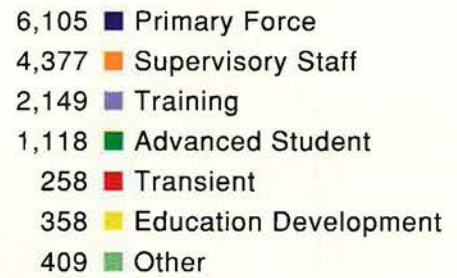 6,105 Primary Force
4,377 Supervisory Staff
2,149 Training
1,118 Advanced Student
258 Transient
358 Education Development
409 Other